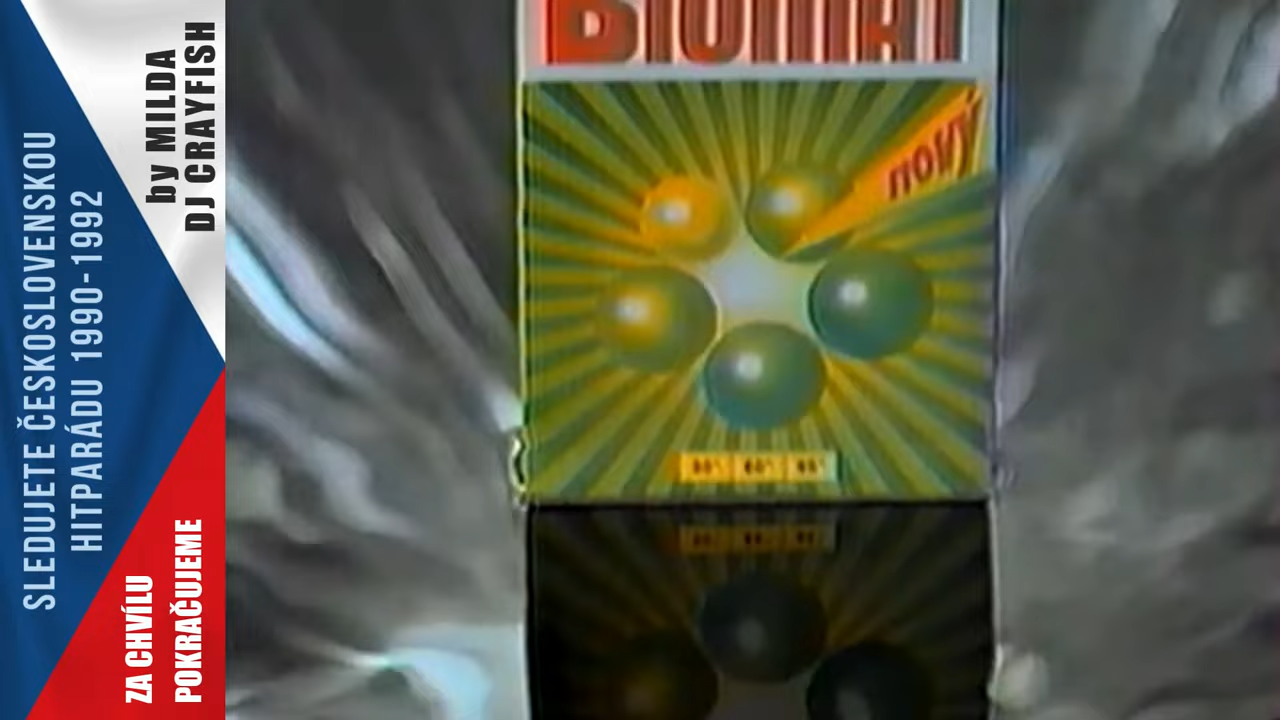 SLEDUJETE ČESKOSLOVENSKOU
HITPARÁDU 1990-1992
by MILDA
DJ CRAYFISH
ZA CHVÍLU
POKRAČUJEME
BIOMAT
nový